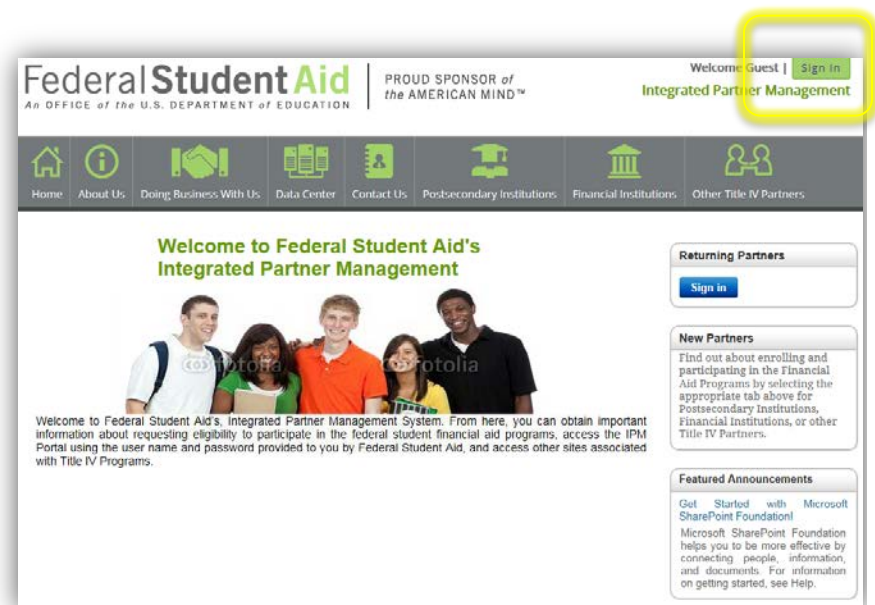 Welcome Guest | Sign In
Federal Student Aid
An OFFICE of the U.S. DEPARTMENT of EDUCATION
PROUD SPONSOR of
the AMERICAN MIND™
Integrated Partner Management
Home About Us Doing Business With Us Data Center Contact Us Postsecondary Institutions Financial Institutions Other Title IV Partners
Welcome to Federal Student Aid's
Integrated Partner Management
fotolia fotolia
Welcome to Federal Student Aid's, Integrated Partner Management System. From here, you can obtain important
information about requesting eligibility to participate in the federal student financial aid programs, access the IPM
Portal using the user name and password provided to you by Federal Student Aid, and access other sites associated
with Title IV Programs.
Returning Partners
Sign in
New Partners
Find out about enrolling and
participating in the Financial
Aid Programs by selecting the
appropriate tab above for
Postsecondary Institutions,
Financial Institutions, or other
Title IV Partners.
Featured Announcements
Get Started with Microsoft
SharePoint Foundation!
Microsoft SharePoint Foundation
helps you to be more effective by
connecting people, information,
and documents. For information
on getting started, see Help.